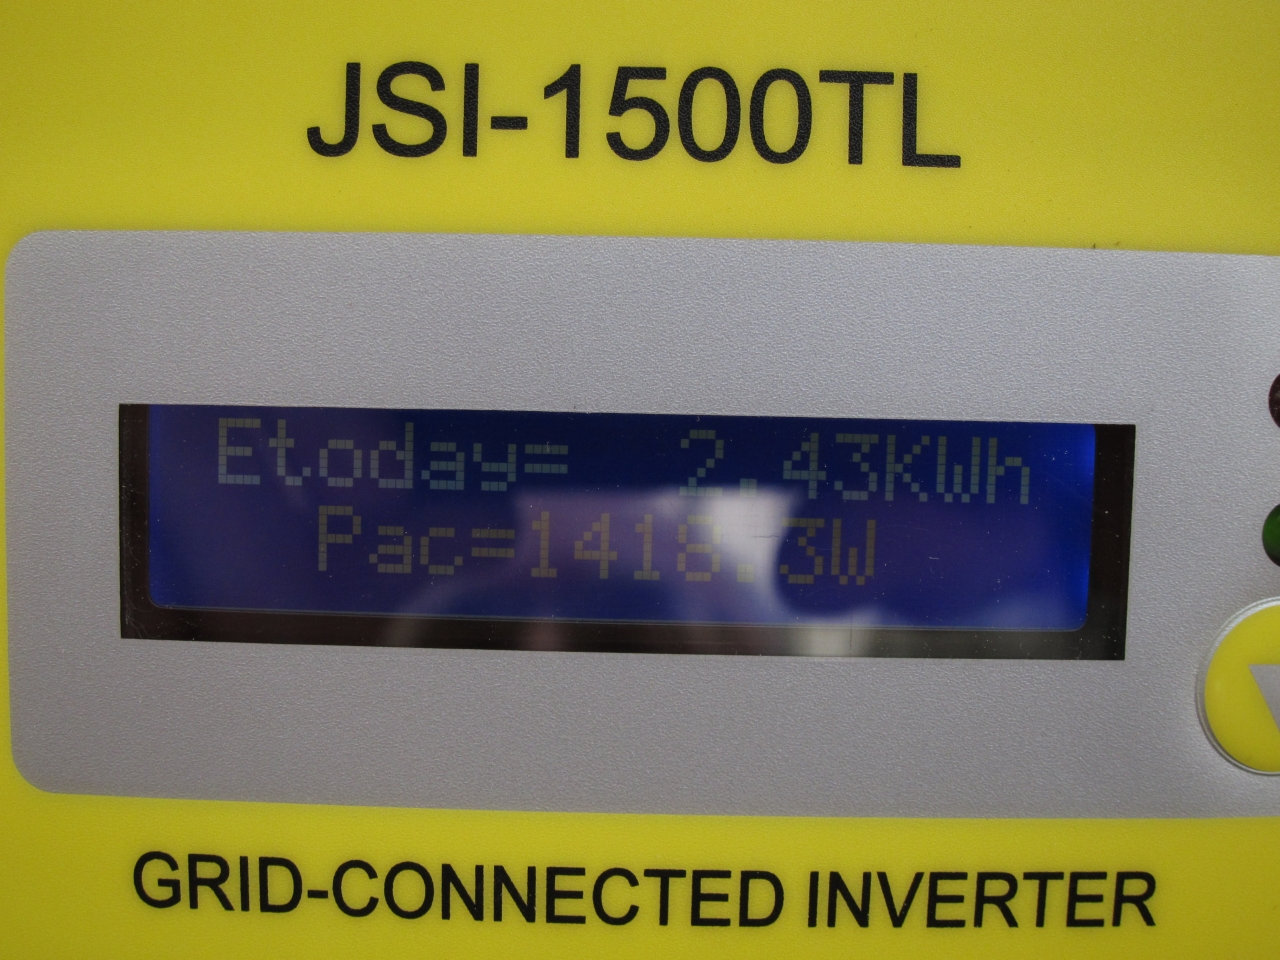 JSI-1500TL
Etoday=  2.43KWh
Pac=1418.3W
GRID-CONNECTED INVERTER